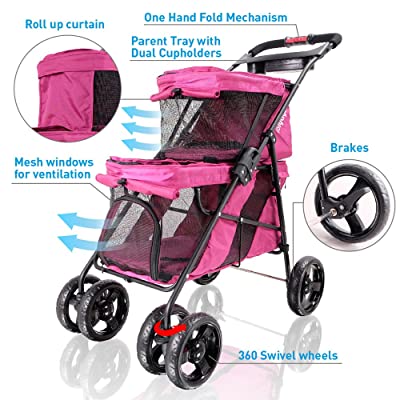 Roll up curtain
One Hand Fold Mechanism
Parent Tray with
Dual Cupholders
Brakes
Mesh windows
for ventilation
360 Swivel wheels